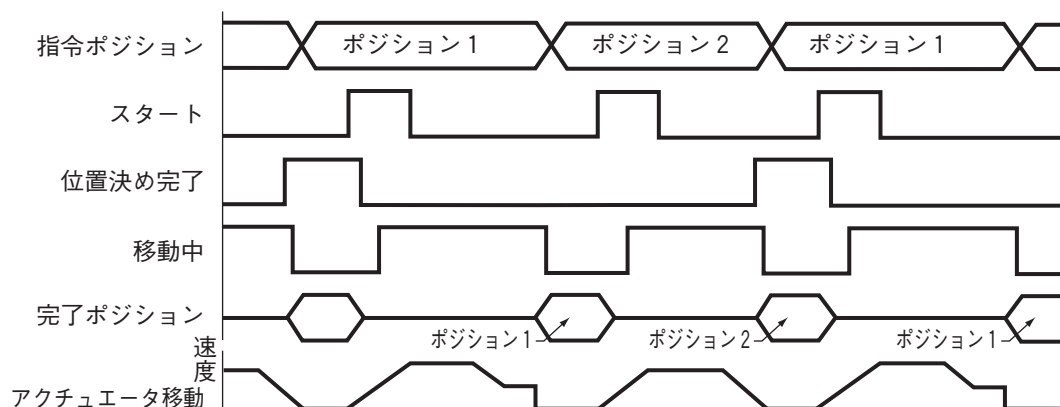 指令ポジション
ポジション1
ポジション2
ポジション1
スタート
位置決め完了
移動中
完了ポジション
ポジション1
ポジション2
ポジション1
速度
アクチュエータ移動